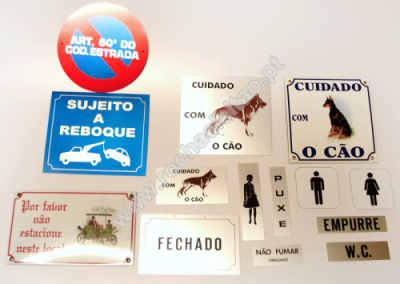 ART. 50º DO
COD. ESTRADA
SUJEITO
A
REBOQUE
CUIDADO
COM
O CÃO
CUIDADO
COM
O CÃO
CUIDADO
COM
O CÃO
PUXE
Por favor
não
estacione
neste local
FECHADO
NÃO FUMAR
EMPURRE
W.C.